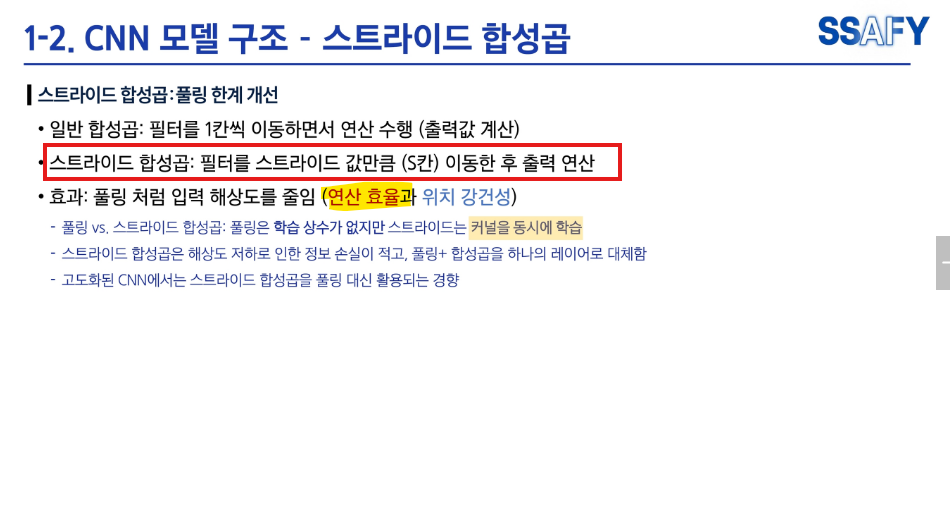 1-2. CNN 모델 구조 - 스트라이드 합성곱
SSAFY
스트라이드 합성곱:풀링 한계 개선
• 일반 합성곱: 필터를 1칸씩 이동하면서 연산 수행 (출력값 계산)
• 스트라이드 합성곱: 필터를 스트라이드 값만큼 (S칸) 이동한 후 출력 연산
• 효과: 풀링 처럼 입력 해상도를 줄임 (연산 효율과 위치 강건성)
- 풀링 vs. 스트라이드 합성곱: 풀링은 학습 상수가 없지만 스트라이드는 커널을 동시에 학습
- 스트라이드 합성곱은 해상도 저하로 인한 정보 손실이 적고, 풀링+ 합성곱을 하나의 레이어로 대체함
- 고도화된 CNN에서는 스트라이드 합성곱을 풀링 대신 활용되는 경향